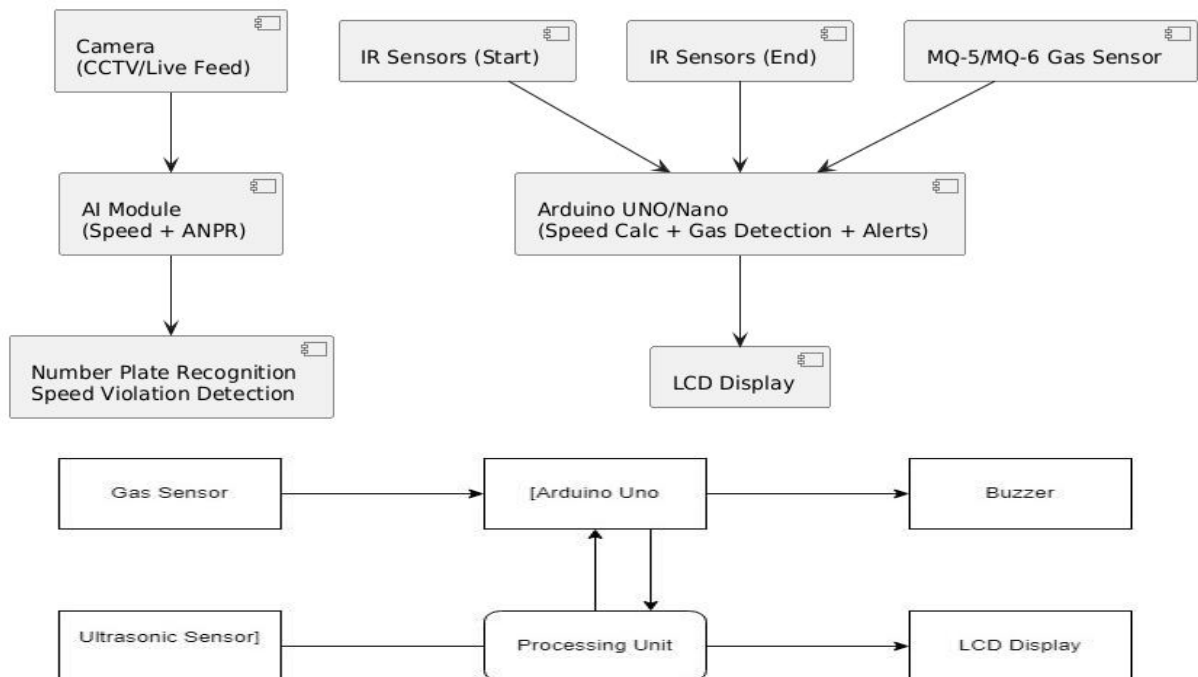 Camera
(CCTV/Live Feed)
IR Sensors (Start)
IR Sensors (End)
MQ-5/MQ-6 Gas Sensor
AI Module
(Speed + ANPR)
Arduino UNO/Nano
(Speed Calc + Gas Detection + Alerts)
Number Plate Recognition
Speed Violation Detection
LCD Display
Gas Sensor
[Arduino Uno
Buzzer
Ultrasonic Sensor]
Processing Unit
LCD Display